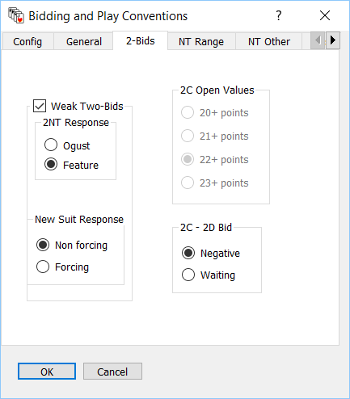 Bidding and Play Conventions
?
Config General 2-Bids NT Range NT Other
Weak Two-Bids
2NT Response
Ogust
Feature
New Suit Response
Non forcing
Forcing
2C Open Values
20+ points
21+ points
22+ points
23+ points
2C - 2D Bid
Negative
Waiting
OK Cancel